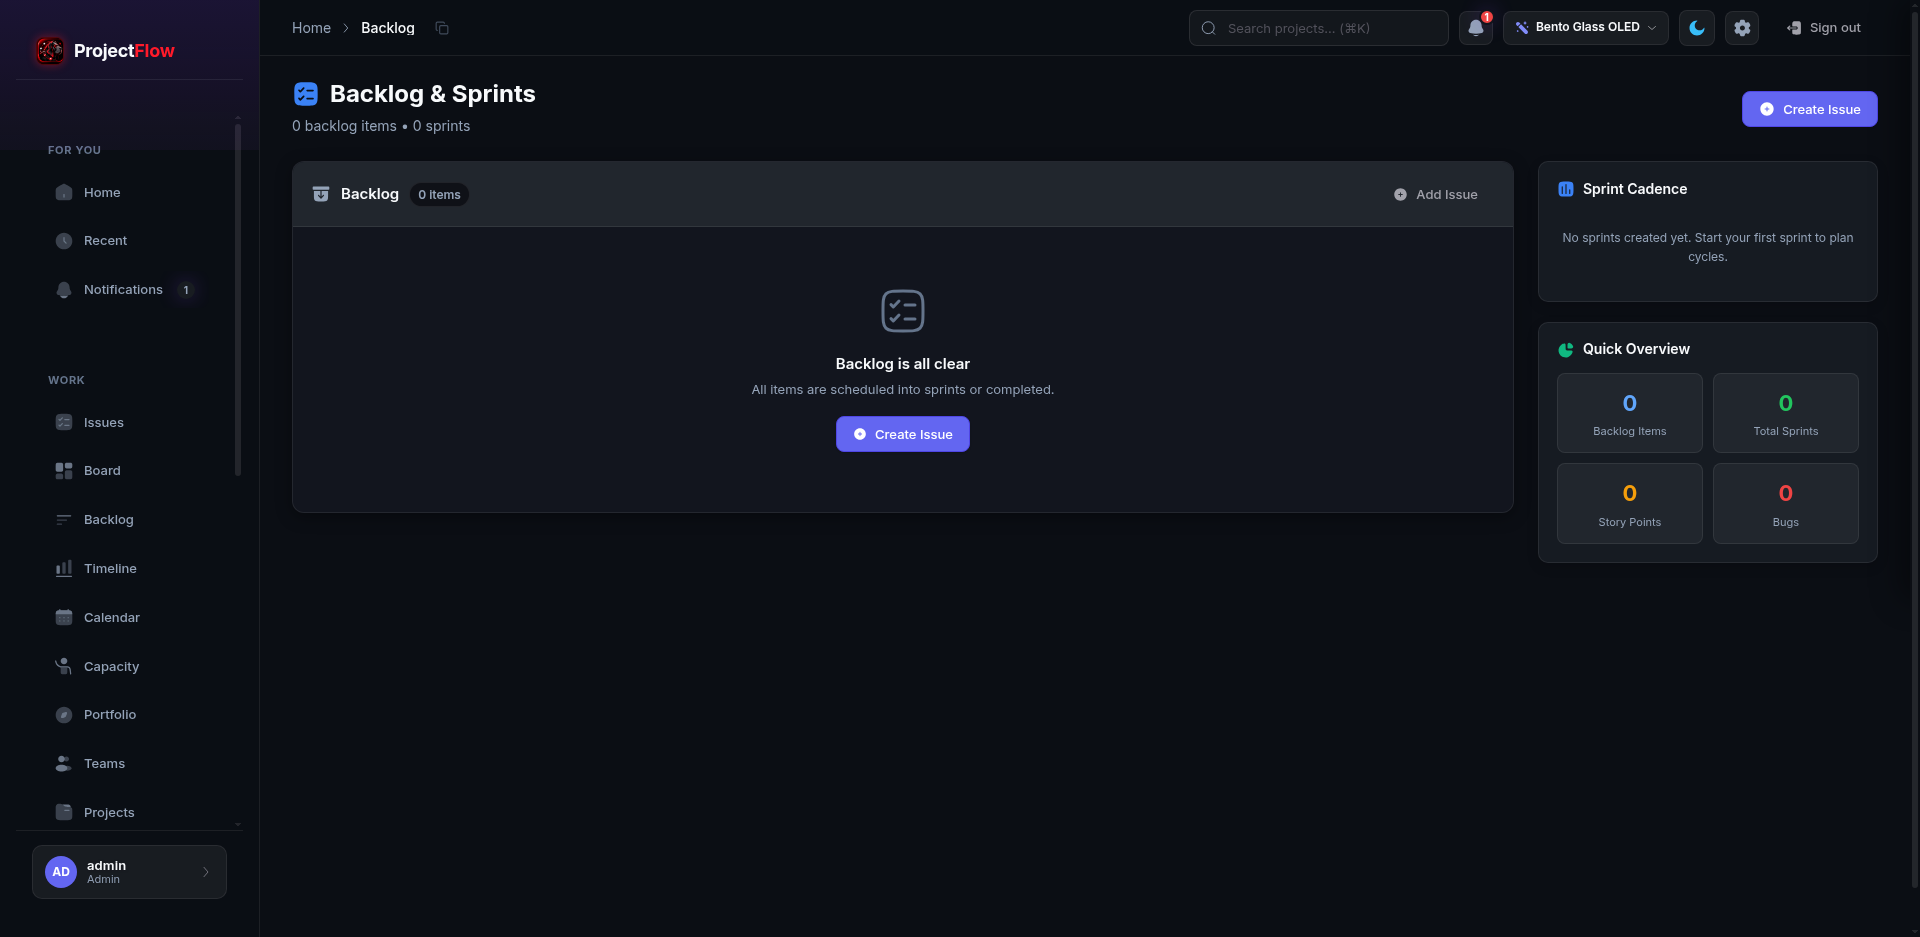 ProjectFlow
FOR YOU
Home
Recent
Notifications 1
WORK
Issues
Board
Backlog
Timeline
Calendar
Capacity
Portfolio
Teams
Projects
AD
admin
Admin
Home Backlog
Search projects... (⌘K)
1
Bento Glass OLED
Sign out
Backlog & Sprints
0 backlog items • 0 sprints
Create Issue
Backlog 0 items
Add Issue
Backlog is all clear
All items are scheduled into sprints or completed.
Create Issue
Sprint Cadence
No sprints created yet. Start your first sprint to plan
cycles.
Quick Overview
0
Backlog Items
0
Total Sprints
0
Story Points
0
Bugs